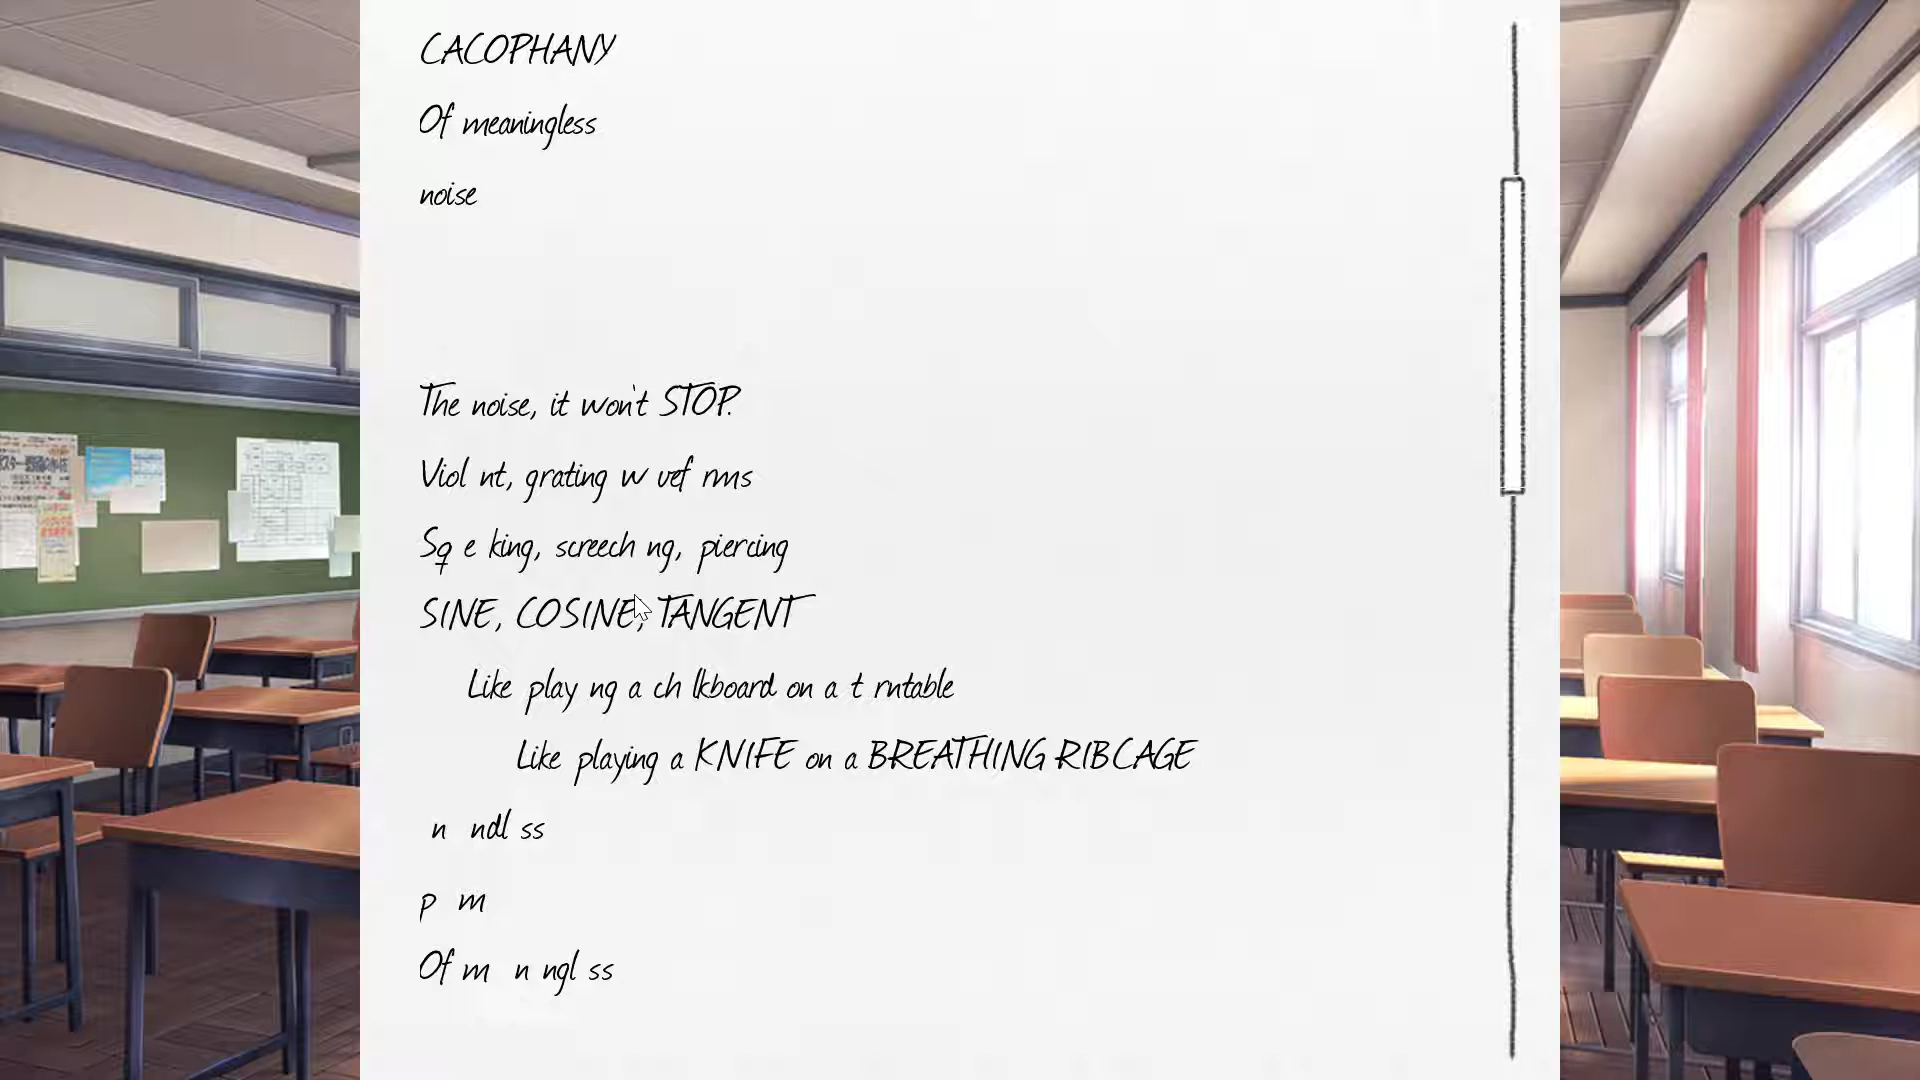 CACOPHANY
Of meaningless
noise
The noise, it won't STOP.
Viol nt, grating w vef rms
Sq e king, screech ng, piercing
SINE, COSINE, TANGENT
Like play ng a ch lkboard on a t rntable
Like playing a KNIFE on a BREATHING RIBCAGE
n ndl ss
p m
Of m n ngl ss